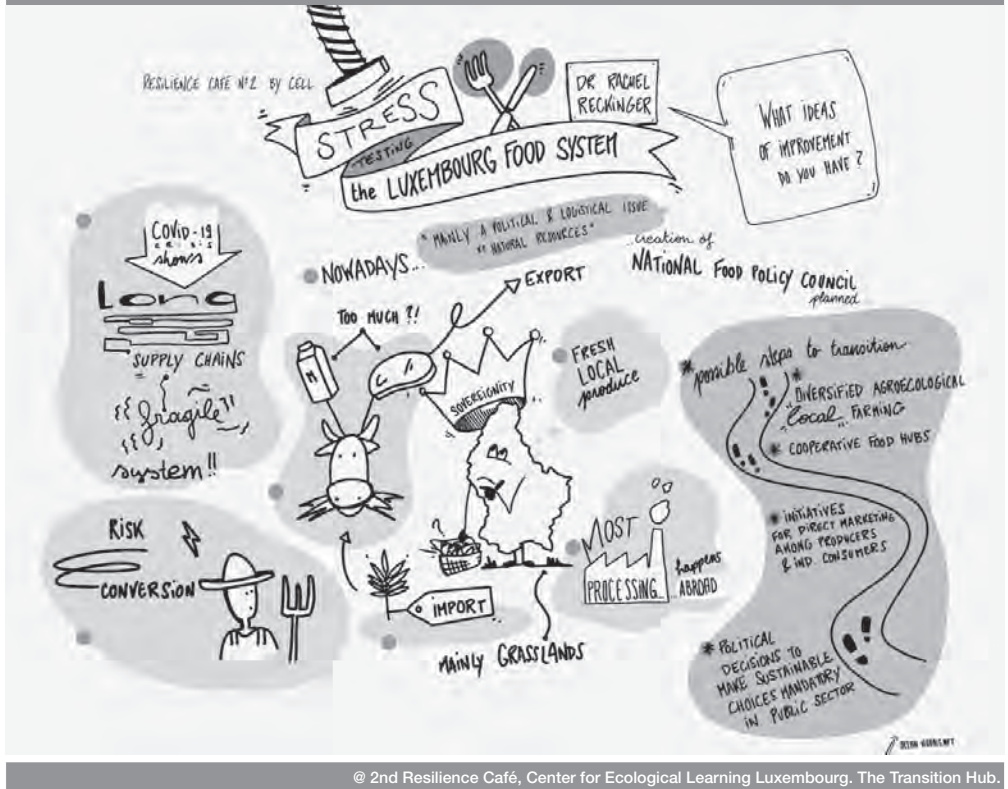 RESILIENCE CAFÉ Nº2 BY CELL
STRESS
TESTING
the LUXEMBOURG FOOD SYSTEM
DR RACHEL
RECKINGER
WHAT IDEAS
OF IMPROVEMENT
DO YOU HAVE?
COVID-19
CRISIS
shows
LONG
SUPPLY CHAINS
fragile
system!!
NOWADAYS...
"MAINLY A POLITICAL & LOGISTICAL ISSUE
NATURAL RESOURCES"
...creation of
NATIONAL FOOD POLICY COUNCIL
planned...
TOO MUCH?!
EXPORT
M
SOVEREIGNITY
FRESH
LOCAL
produce
?
IMPORT
MAINLY GRASSLANDS
MOST
PROCESSING...
happens
ABROAD
RISK
CONVERSION
*possible steps to transition
*
DIVERSIFIED AGROECOLOGICAL
"local" FARMING
* COOPERATIVE FOOD HUBS
* INITIATIVES
FOR DIRECT MARKETING
AMONG PRODUCERS
& IND. CONSUMERS
* POLITICAL
DECISIONS TO
MAKE SUSTAINABLE
CHOICES MANDATORY
IN PUBLIC SECTOR
@ 2nd Resilience Café, Center for Ecological Learning Luxembourg. The Transition Hub.